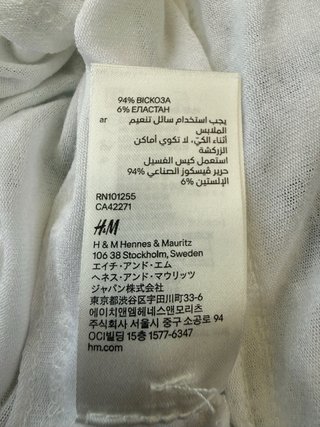 94% ВІСКОЗА
6% ЕЛАСТАН
ar يجب استخدام سائل تنعيم
الملابس
أثناء الكي، لا تكوي أماكن
الزركشة
استعمل كيس الغسيل
حرير ڤيسكوز الصناعي 94%
الإلستين 6%
RN101255
CA42271
H&M
H & M Hennes & Mauritz
106 38 Stockholm, Sweden
エイチ・アンド・エム
ヘネス・アンド・マウリッツ
ジャパン株式会社
東京都渋谷区宇田川町33-6
에이치앤엠헤네스앤모리츠
주식회사 서울시 중구 소공로 94
OCI빌딩 15층 1577-6347
hm.com